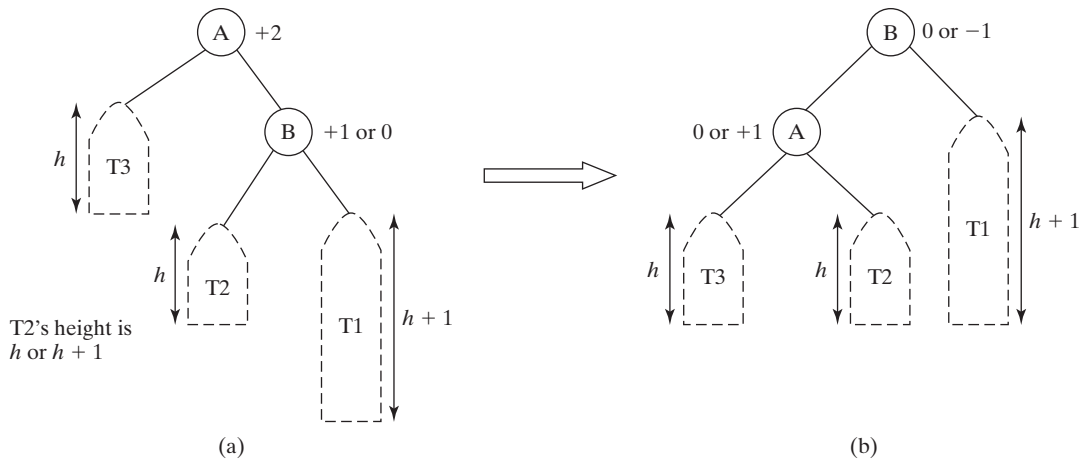 A +2
B 0 or −1
B +1 or 0
0 or +1 A
h
T3
h
T2
T1
h + 1
T2's height is
h or h + 1
h
T3
h
T2
T1
h + 1
(a)
(b)